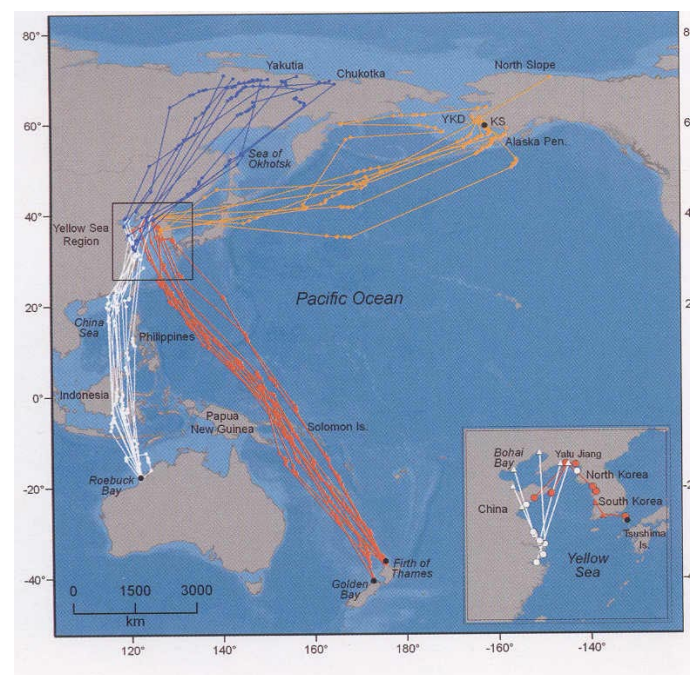 80°
North Slope
Yakutia
Chukotka
60°
YKD
KS
Alaska Pen.
Sea of
Okhotsk
40°
Yellow Sea
Region
20°
Pacific Ocean
China
Sea
Philippines
Indonesia
0°
Papua
New Guinea
Solomon Is.
Bohai
Bay
Yalu Jiang
North Korea
China
South Korea
Tsushima
Is.
Yellow
Sea
Roebuck
Bay
-20°
Firth of
Thames
Golden
Bay
-40°
0 1500 3000
km
120° 140° 160° 180° -160° -140°